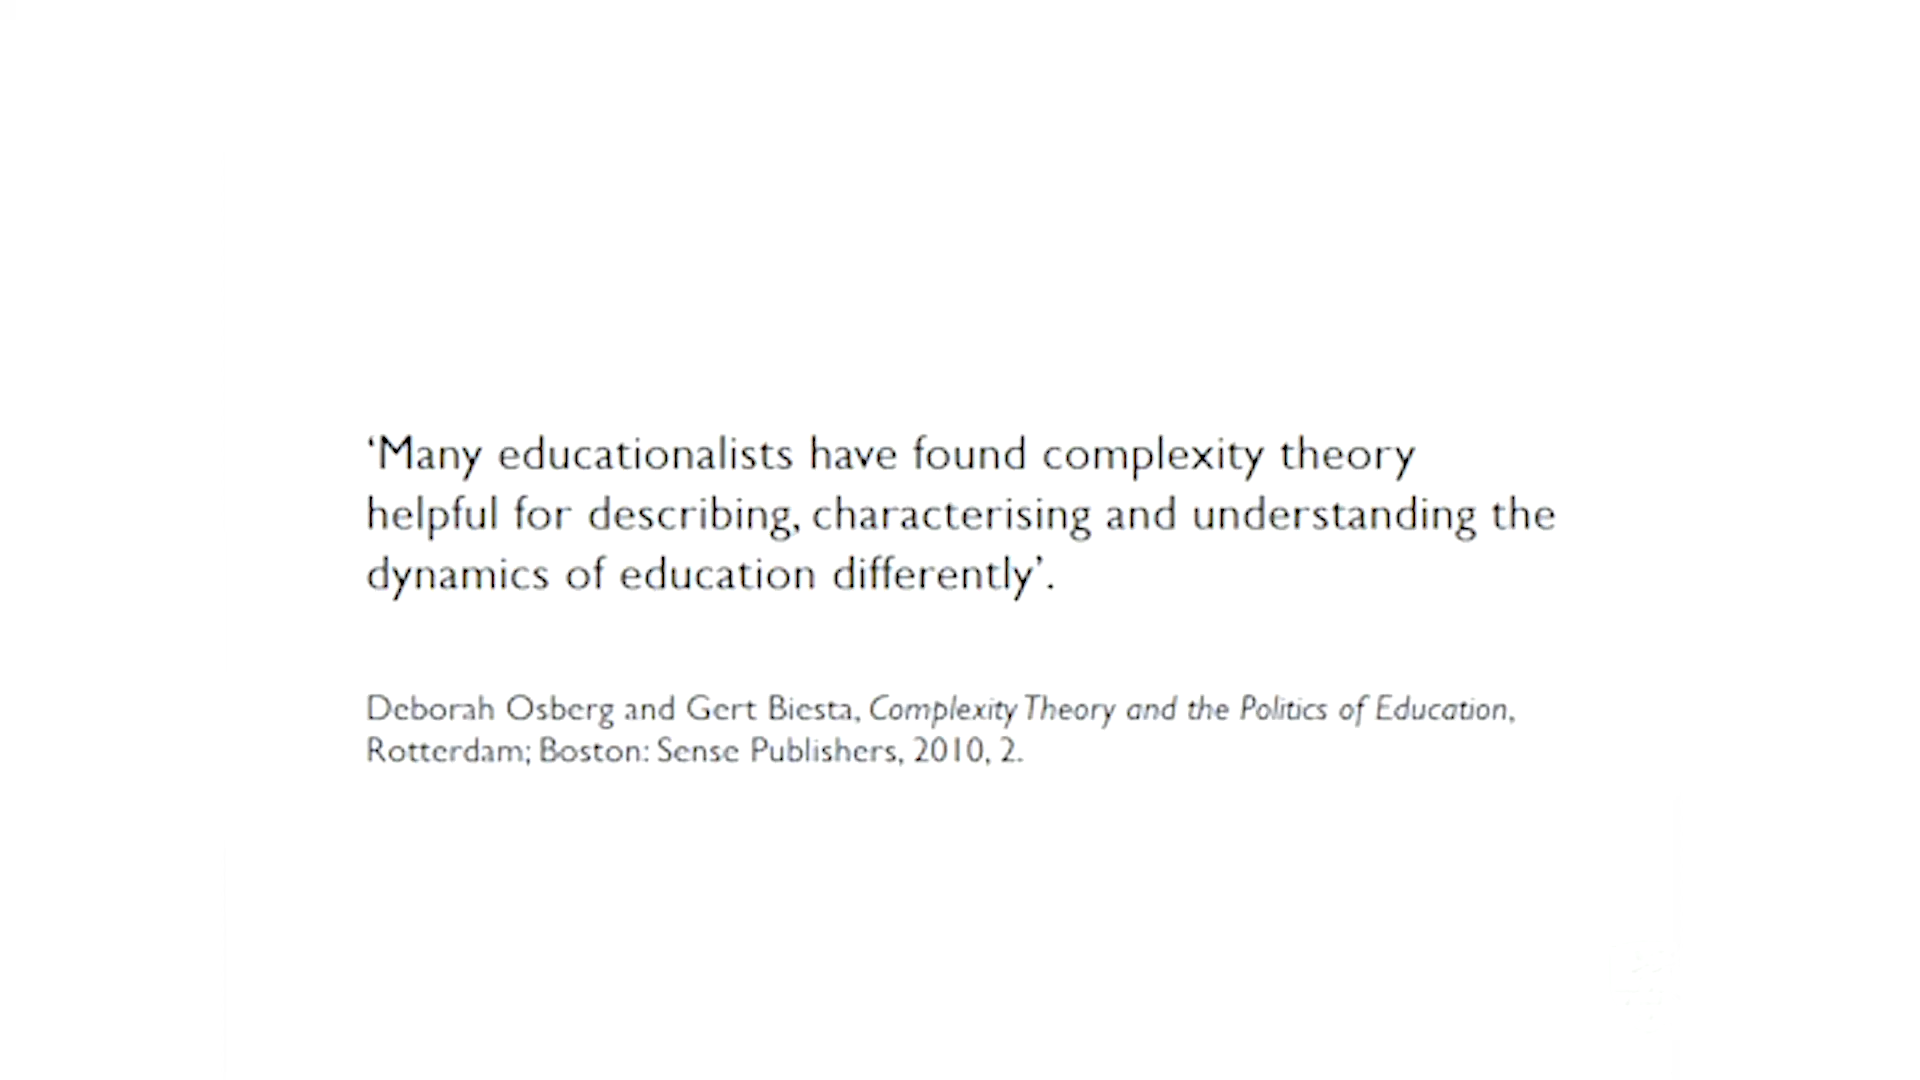 ‘Many educationalists have found complexity theory
helpful for describing, characterising and understanding the
dynamics of education differently’.
Deborah Osberg and Gert Biesta, Complexity Theory and the Politics of Education,
Rotterdam; Boston: Sense Publishers, 2010, 2.